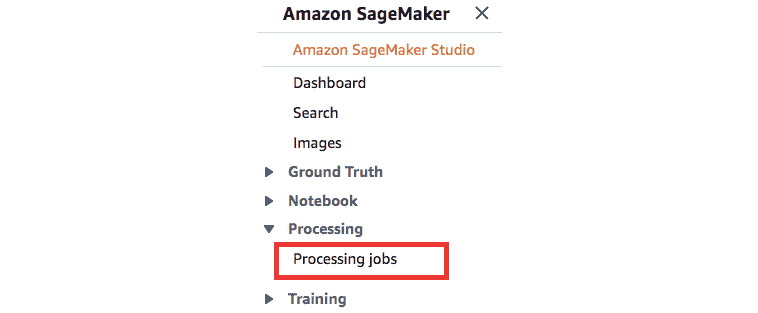 Amazon SageMaker
Amazon SageMaker Studio
Dashboard
Search
Images
Ground Truth
Notebook
Processing
Processing jobs
Training